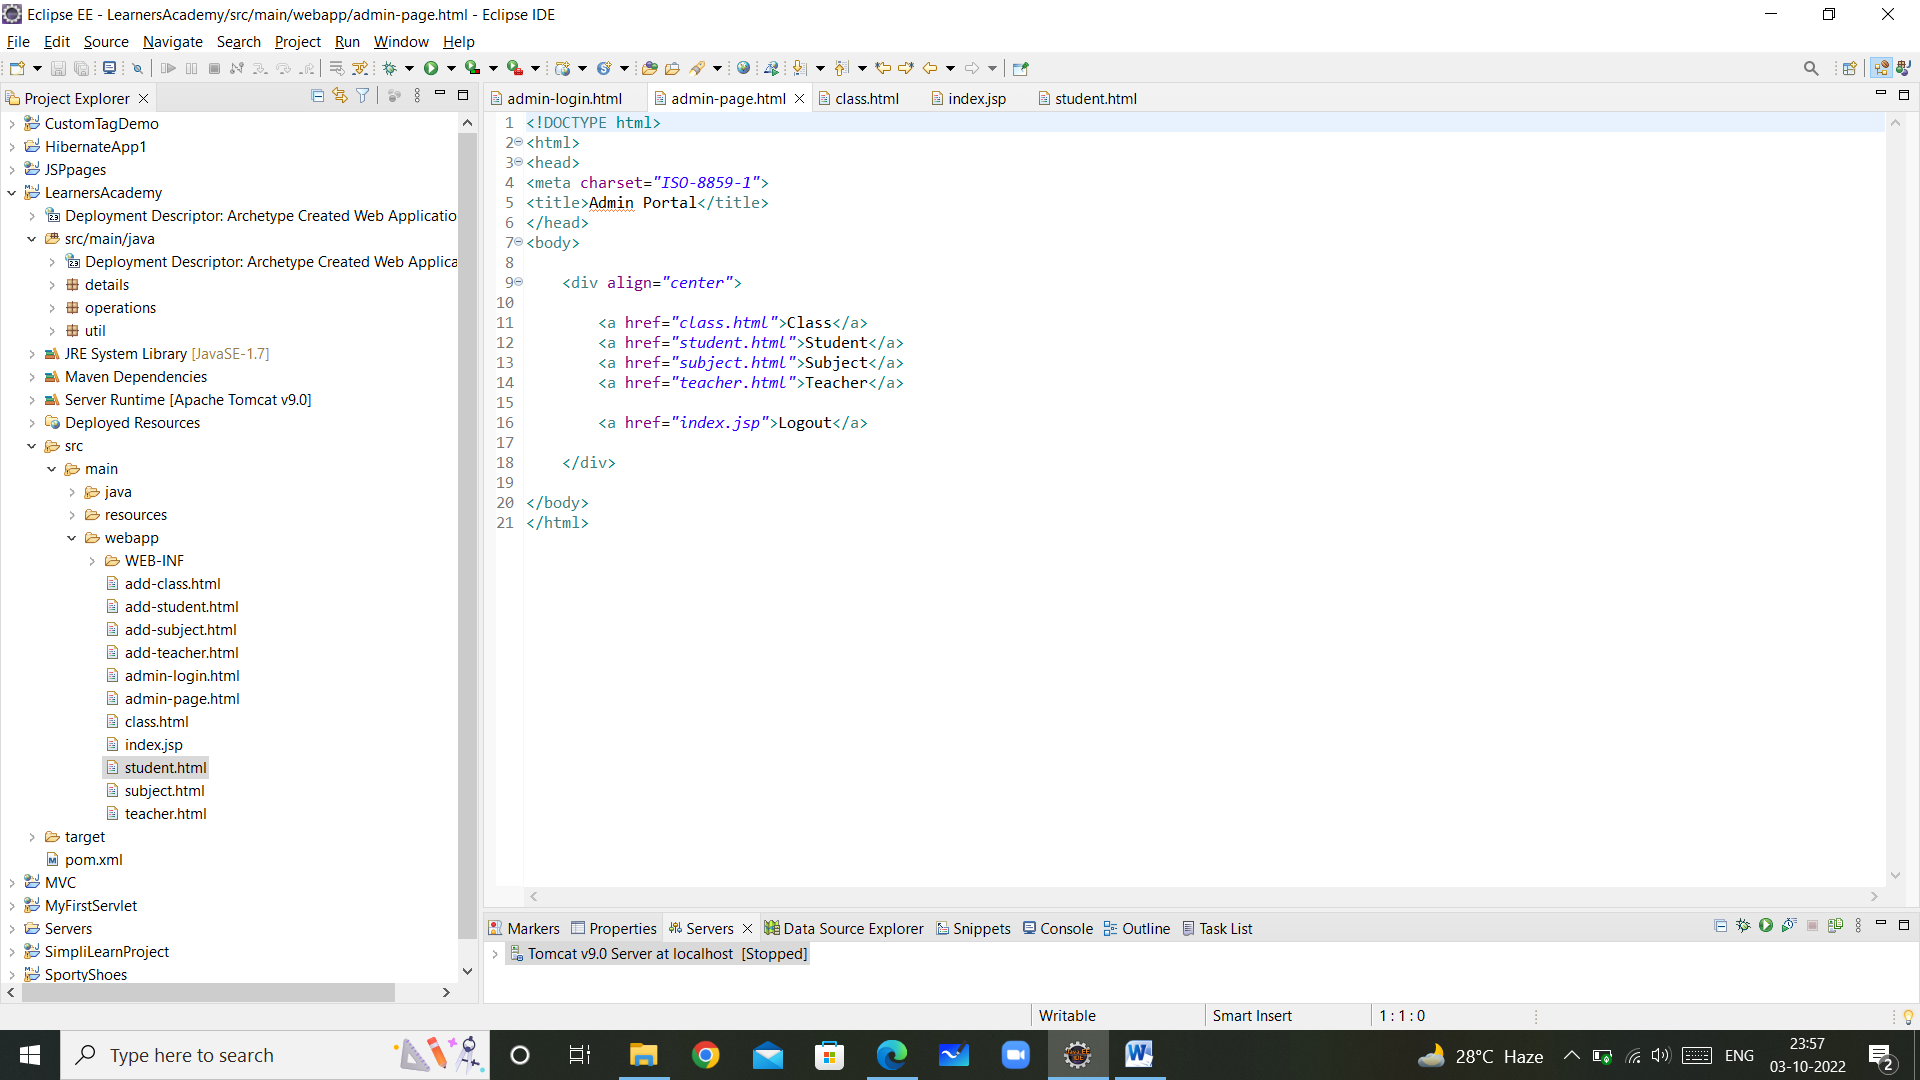 Eclipse EE - LearnersAcademy/src/main/webapp/admin-page.html - Eclipse IDE
File Edit Source Navigate Search Project Run Window Help
Project Explorer
CustomTagDemo
HibernateApp1
JSPpages
LearnersAcademy
Deployment Descriptor: Archetype Created Web Applicatio
src/main/java
Deployment Descriptor: Archetype Created Web Applica
details
operations
util
JRE System Library [JavaSE-1.7]
Maven Dependencies
Server Runtime [Apache Tomcat v9.0]
Deployed Resources
src
main
java
resources
webapp
WEB-INF
add-class.html
add-student.html
add-subject.html
add-teacher.html
admin-login.html
admin-page.html
class.html
index.jsp
student.html
subject.html
teacher.html
target
pom.xml
MVC
MyFirstServlet
Servers
SimpliLearnProject
SportyShoes
admin-login.html admin-page.html class.html index.jsp student.html
1 <!DOCTYPE html>
2 <html>
3 <head>
4 <meta charset="ISO-8859-1">
5 <title>Admin Portal</title>
6 </head>
7 <body>
8
9 <div align="center">
10
11 <a href="class.html">Class</a>
12 <a href="student.html">Student</a>
13 <a href="subject.html">Subject</a>
14 <a href="teacher.html">Teacher</a>
15
16 <a href="index.jsp">Logout</a>
17
18 </div>
19
20 </body>
21 </html>
Markers Properties Servers Data Source Explorer Snippets Console Outline Task List
Tomcat v9.0 Server at localhost [Stopped]
Writable Smart Insert 1 : 1 : 0
Type here to search
28°C Haze ENG 23:57
03-10-2022
2